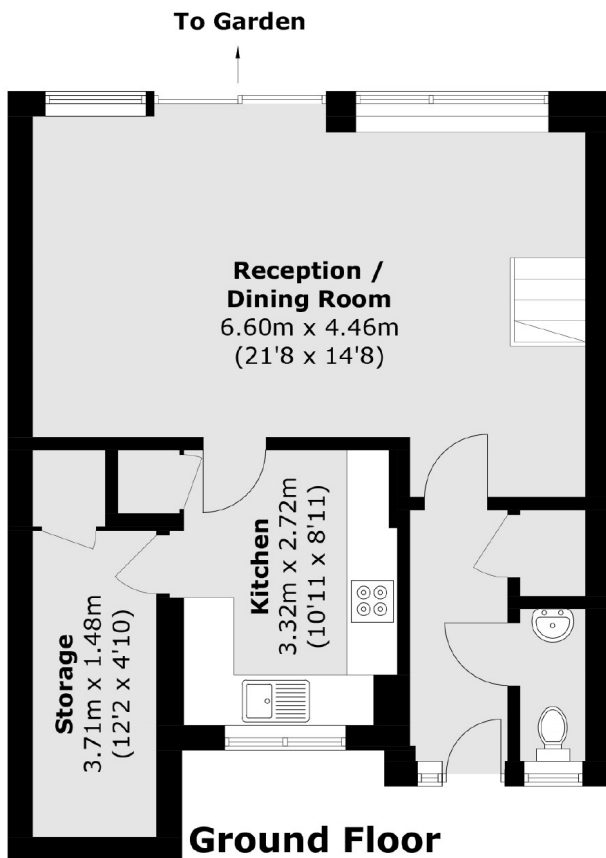 To Garden
Reception /
Dining Room
6.60m x 4.46m
(21'8 x 14'8)
Kitchen
3.32m x 2.72m
(10'11 x 8'11)
Storage
3.71m x 1.48m
(12'2 x 4'10)
Ground Floor